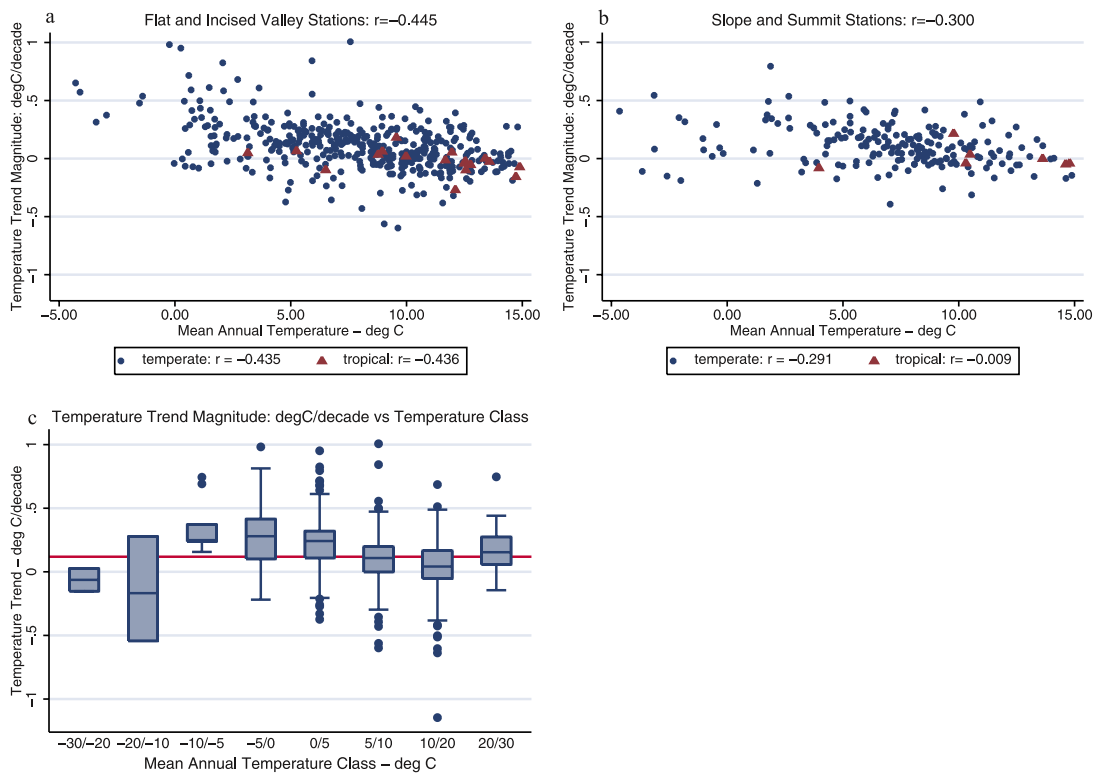 a
Flat and Incised Valley Stations: r=−0.445
Temperature Trend Magnitude: degC/decade
1
.5
0
−.5
−1
−5.00 0.00 5.00 10.00 15.00
Mean Annual Temperature − deg C
temperate: r = −0.435 tropical: r= −0.436
b
Slope and Summit Stations: r=−0.300
Temperature Trend Magnitude: degC/decade
1
.5
0
−.5
−1
−5.00 0.00 5.00 10.00 15.00
Mean Annual Temperature − deg C
temperate: r = −0.291 tropical: r= −0.009
c
Temperature Trend Magnitude: degC/decade vs Temperature Class
Temperature Trend − deg C/decade
1
.5
0
−.5
−1
−30/−20 −20/−10 −10/−5 −5/0 0/5 5/10 10/20 20/30
Mean Annual Temperature Class − deg C